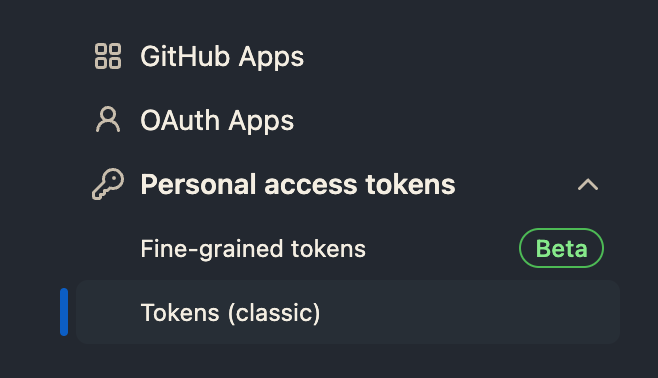 GitHub Apps
OAuth Apps
Personal access tokens
Fine-grained tokens Beta
Tokens (classic)